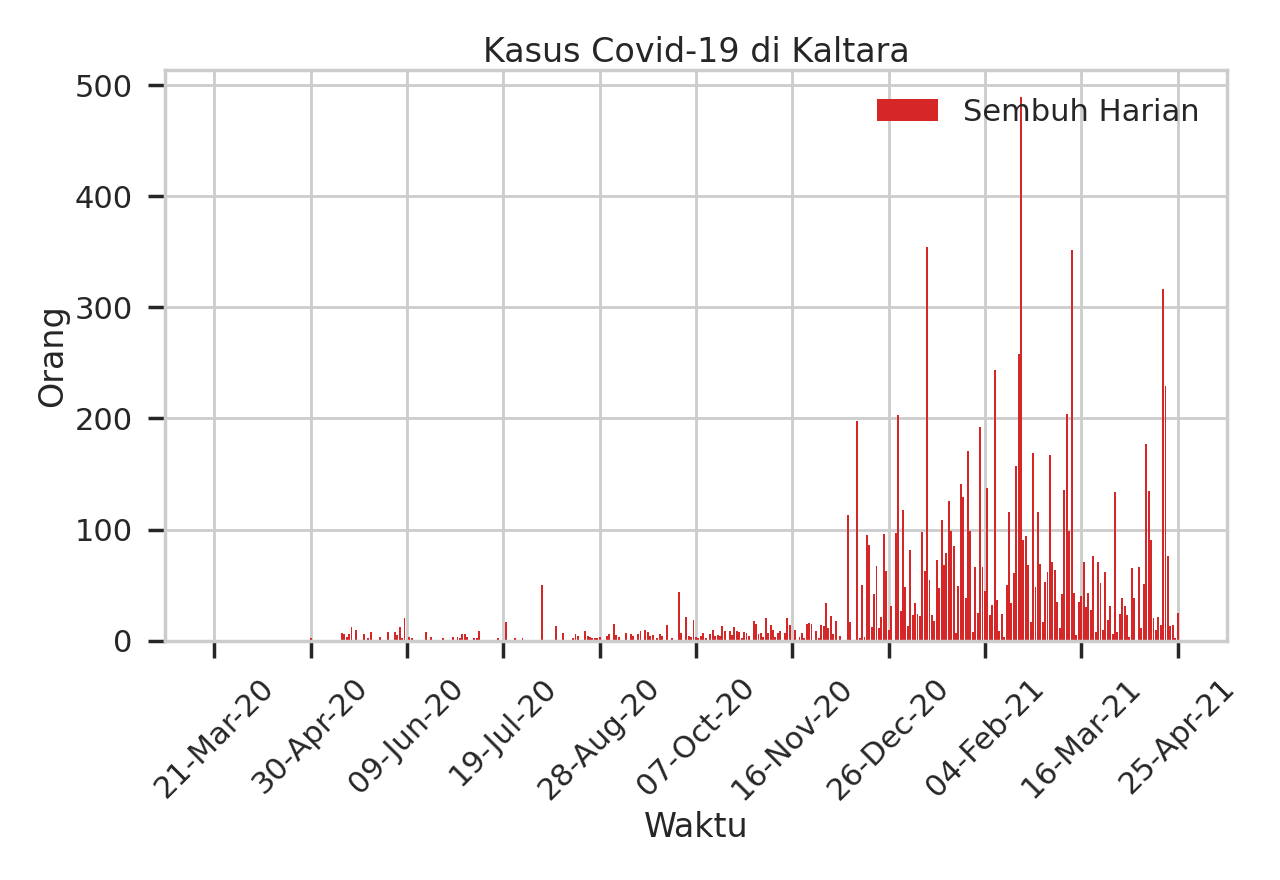 Kasus Covid-19 di Kaltara
Sembuh Harian
Orang
500
400
300
200
100
0
21-Mar-20
30-Apr-20
09-Jun-20
19-Jul-20
28-Aug-20
07-Oct-20
16-Nov-20
26-Dec-20
04-Feb-21
16-Mar-21
25-Apr-21
Waktu